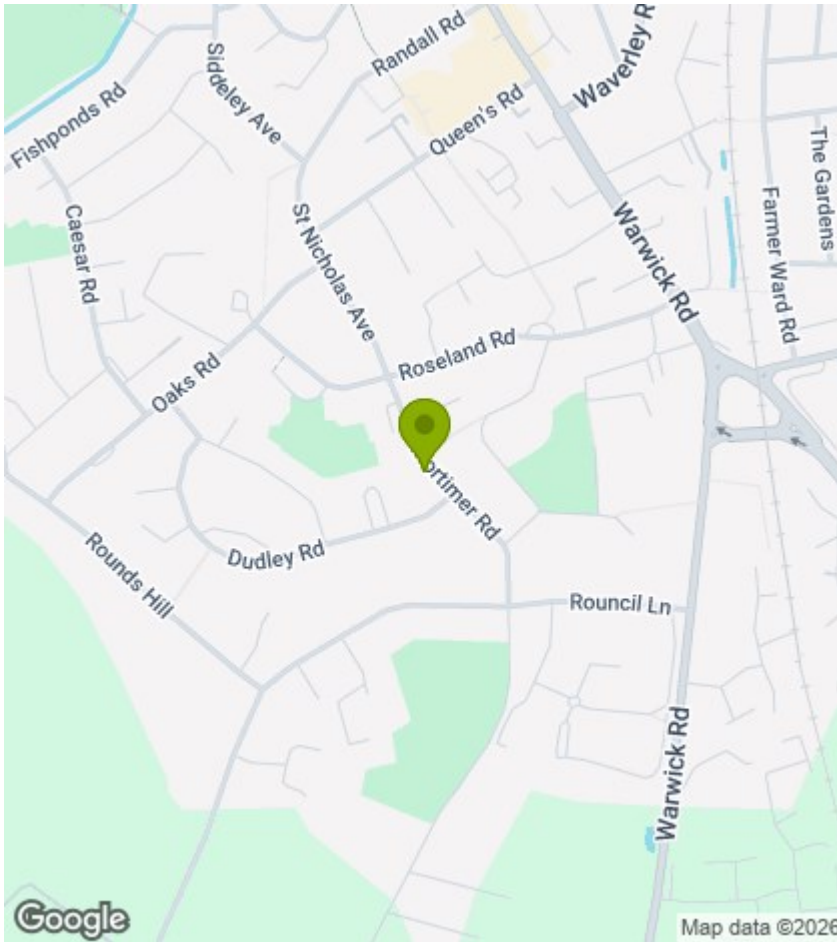 Randall Rd
Waverley R
Siddeley Ave
Fishponds Rd
Queen's Rd
The Gardens
Farmer Ward Rd
Caesar Rd
St Nicholas Ave
Warwick Rd
Roseland Rd
Oaks Rd
ortimer Rd
Dudley Rd
Rounds Hill
Rouncil Ln
Warwick Rd
Google
Map data ©2026